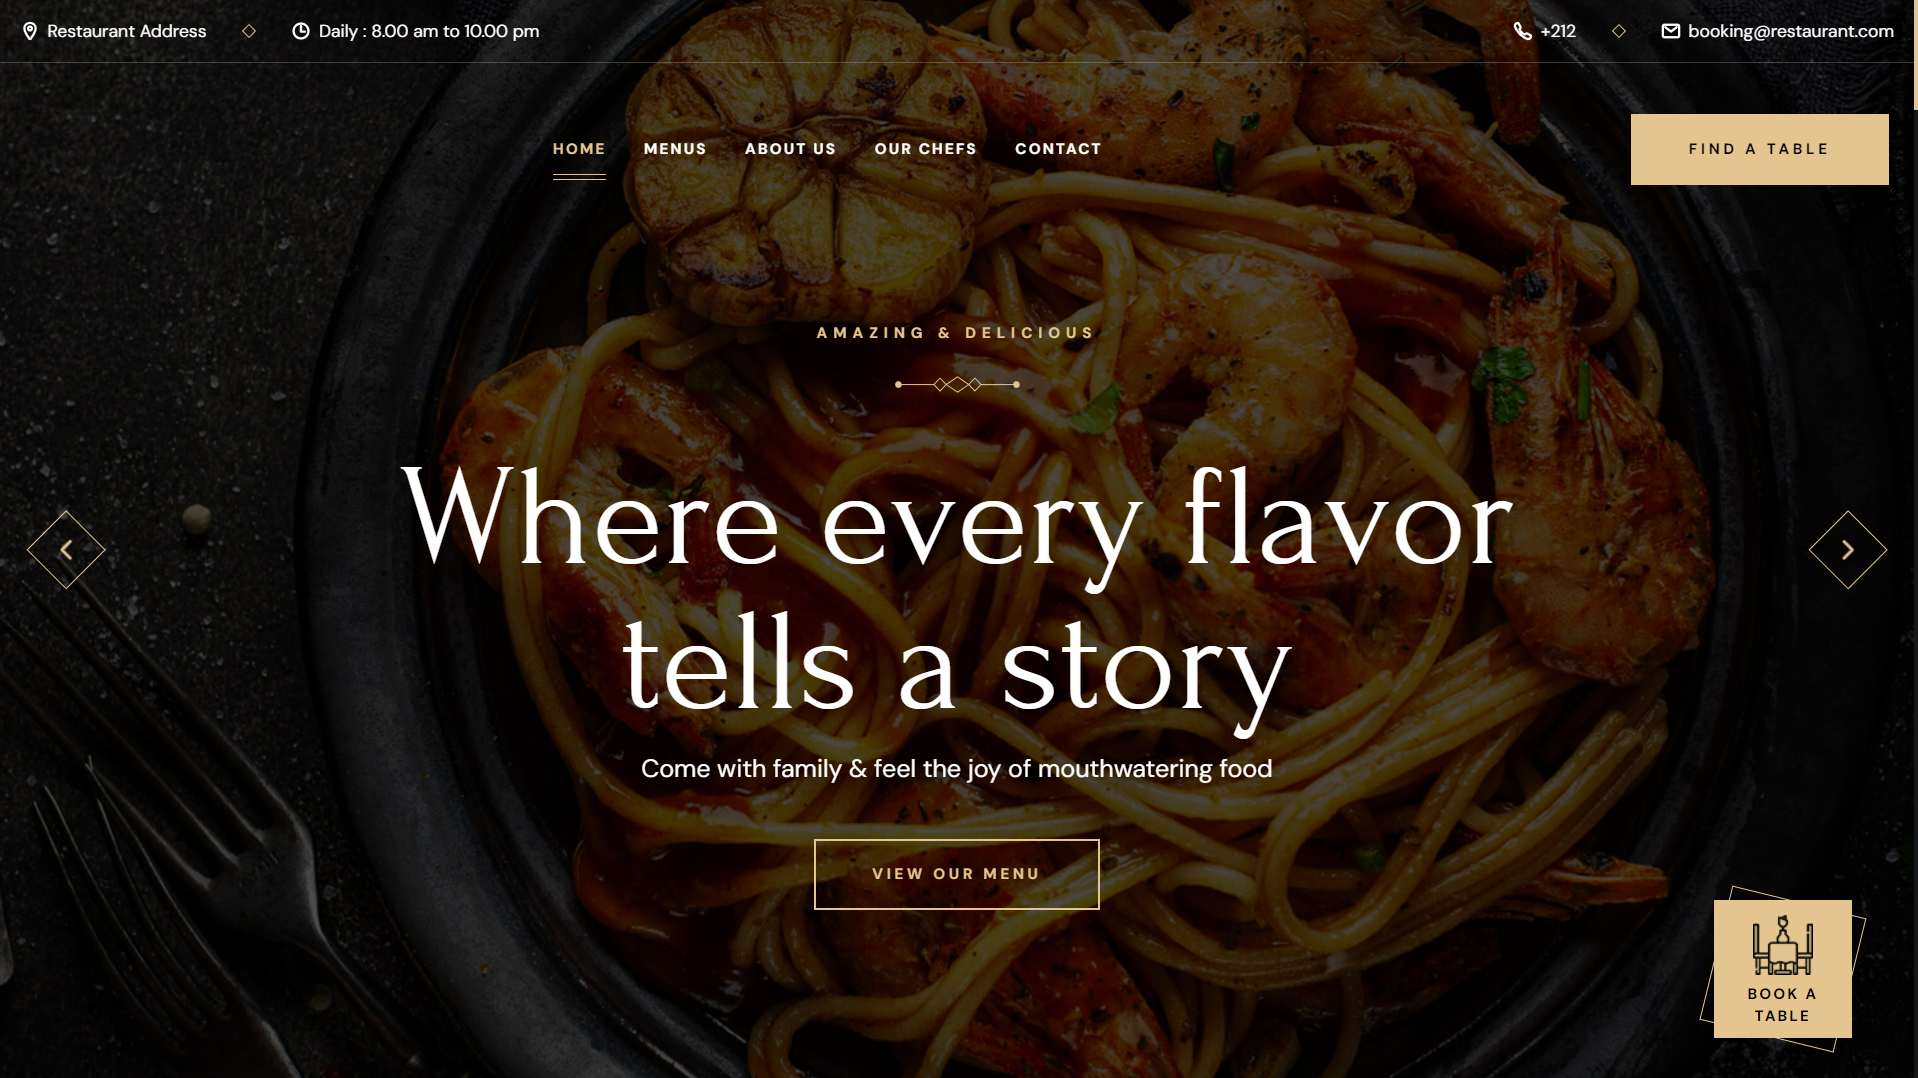 Restaurant Address
Daily : 8.00 am to 10.00 pm
+212
booking@restaurant.com
HOME
MENUS
ABOUT US
OUR CHEFS
CONTACT
FIND A TABLE
AMAZING & DELICIOUS
Where every flavor
tells a story
Come with family & feel the joy of mouthwatering food
VIEW OUR MENU
BOOK A
TABLE